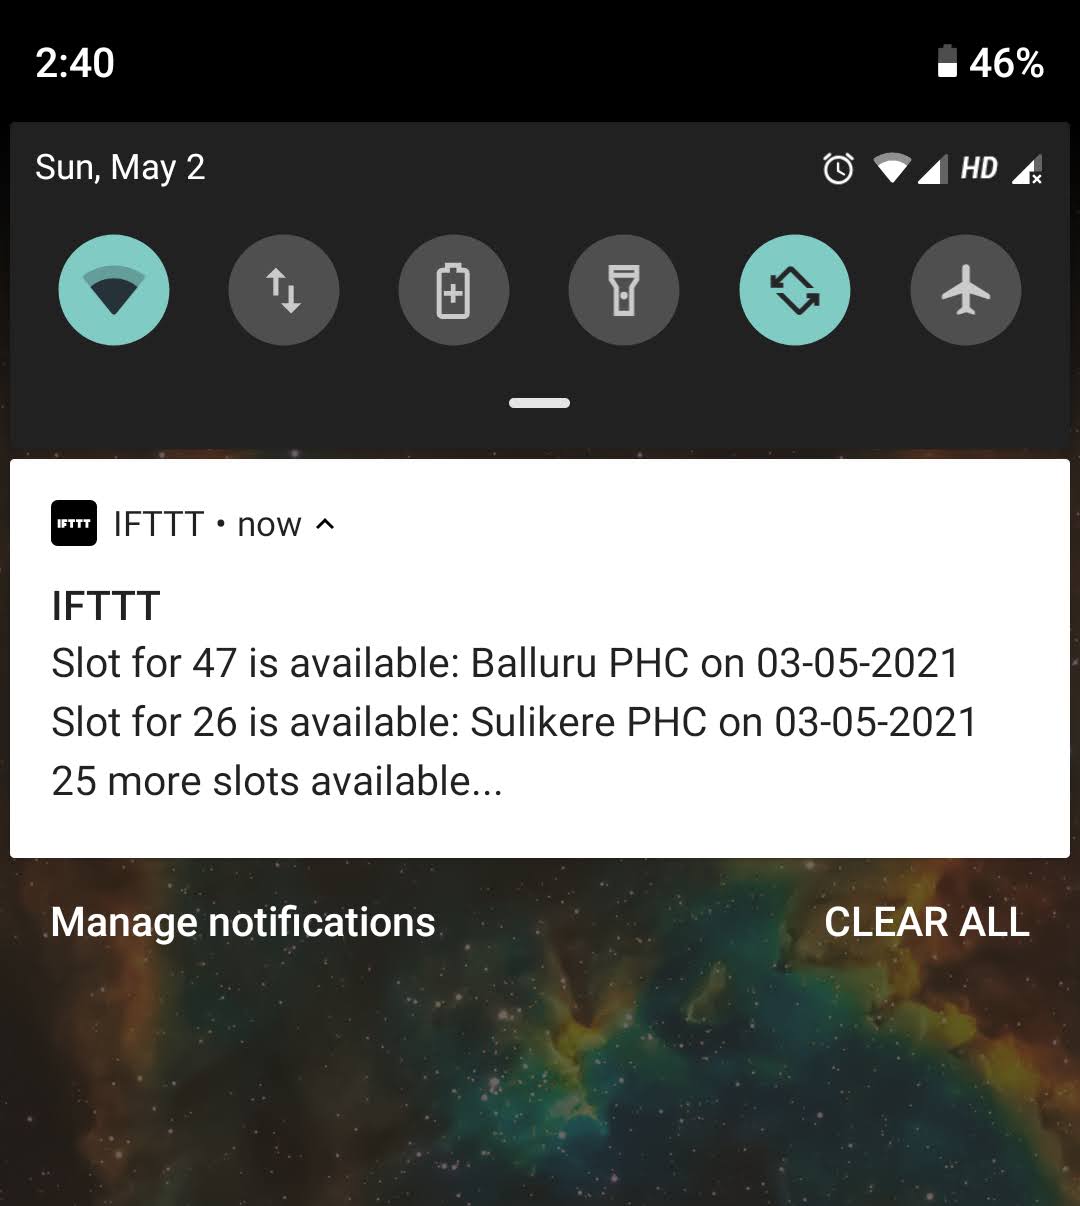 2:40 46%
Sun, May 2 HD
IFTTT IFTTT • now
IFTTT
Slot for 47 is available: Balluru PHC on 03-05-2021
Slot for 26 is available: Sulikere PHC on 03-05-2021
25 more slots available...
Manage notifications CLEAR ALL